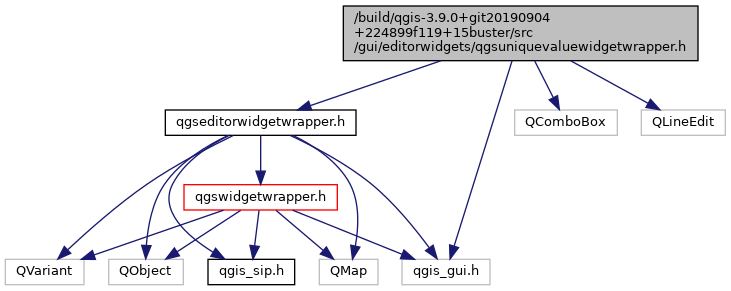 /build/qgis-3.9.0+git20190904
+224899f119+15buster/src
/gui/editorwidgets/qgsuniquevaluewidgetwrapper.h
qgseditorwidgetwrapper.h
QComboBox
QLineEdit
qgswidgetwrapper.h
QVariant
QObject
qgis_sip.h
QMap
qgis_gui.h